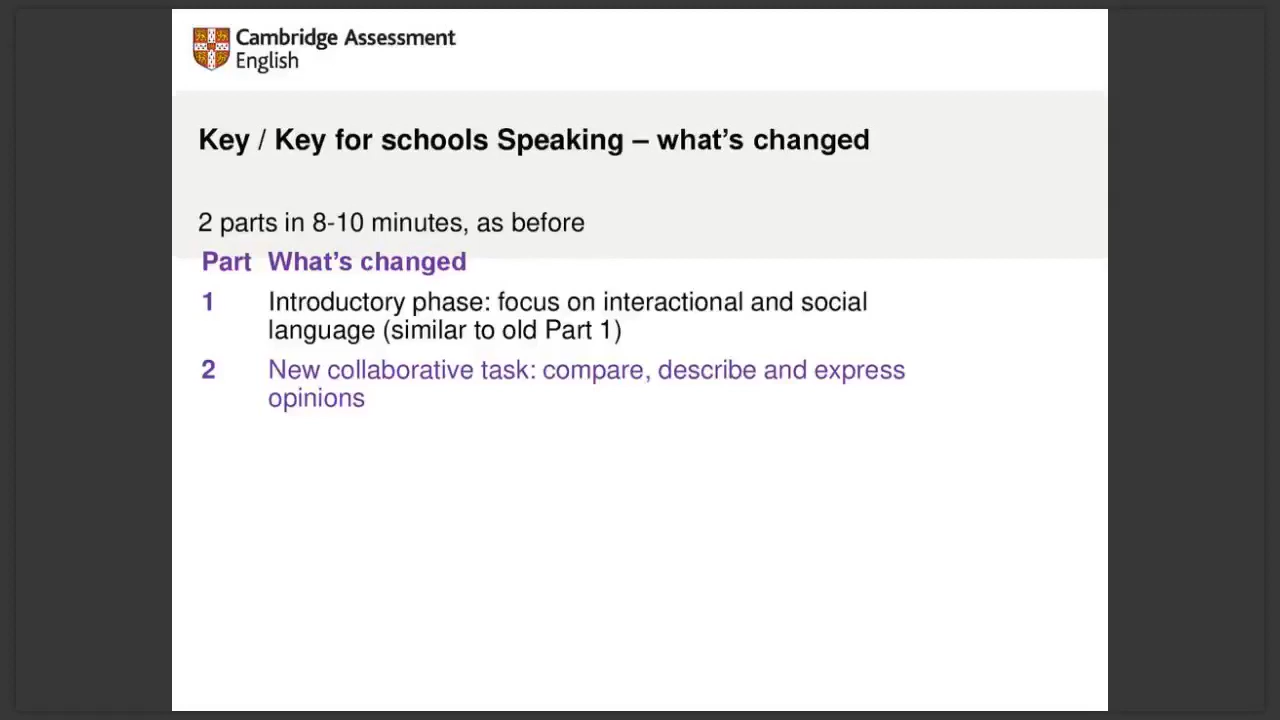 Cambridge Assessment
English
Key / Key for schools Speaking – what’s changed
2 parts in 8-10 minutes, as before
Part What’s changed
1 Introductory phase: focus on interactional and social
language (similar to old Part 1)
2 New collaborative task: compare, describe and express
opinions